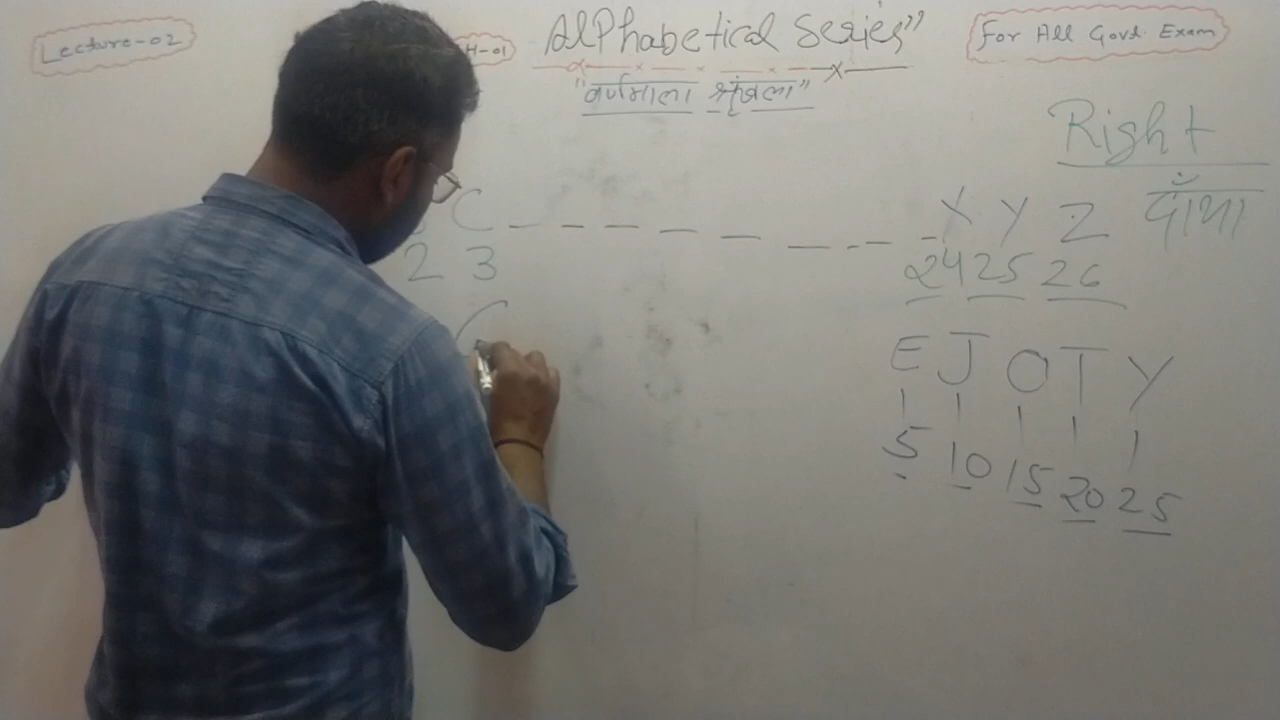 Lecture-02
H-01
"Alphabetical Series"
For All Govt. Exam
"वर्णमाला श्रृंखला"
Right
दाँया
C _ _ _ _ _ _ _ _ X Y Z
2 3 24 25 26
C
E J O T Y
5 10 15 20 25